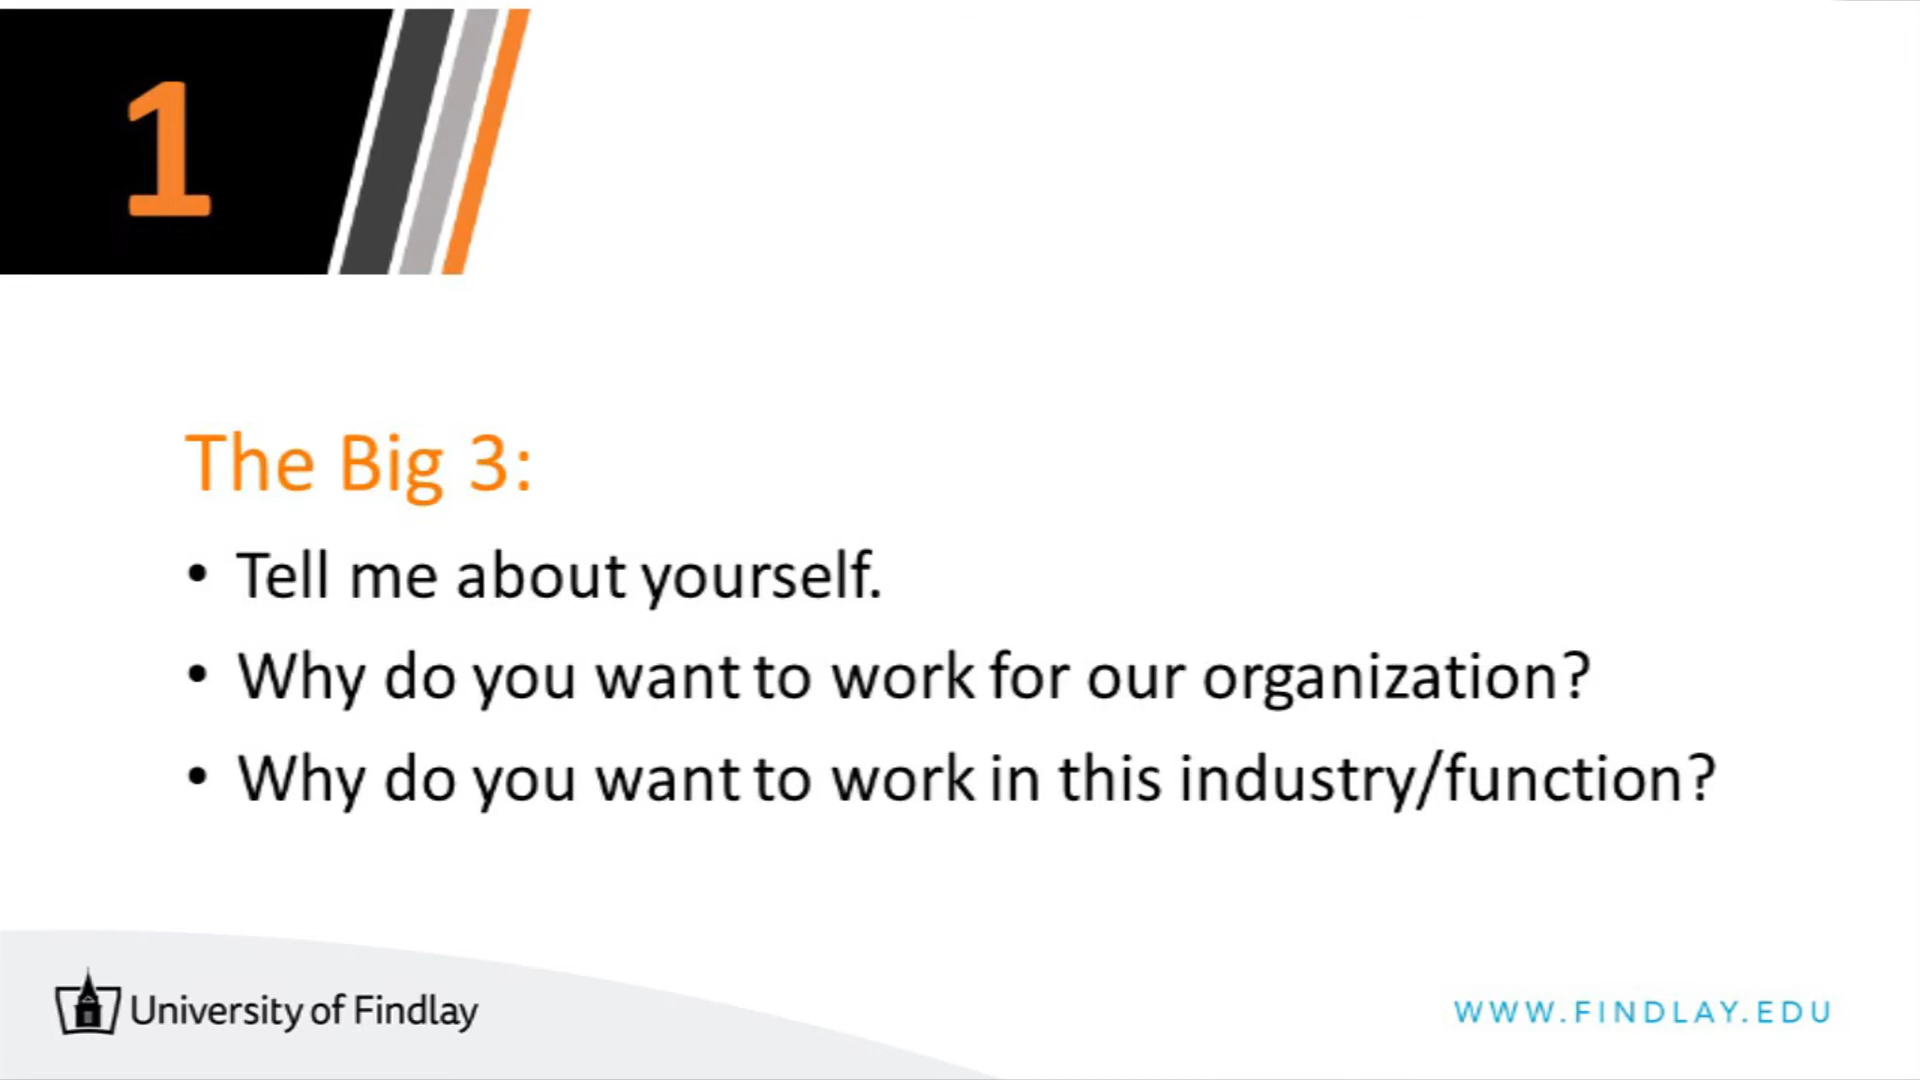 1
The Big 3:
• Tell me about yourself.
• Why do you want to work for our organization?
• Why do you want to work in this industry/function?
University of Findlay
WWW.FINDLAY.EDU